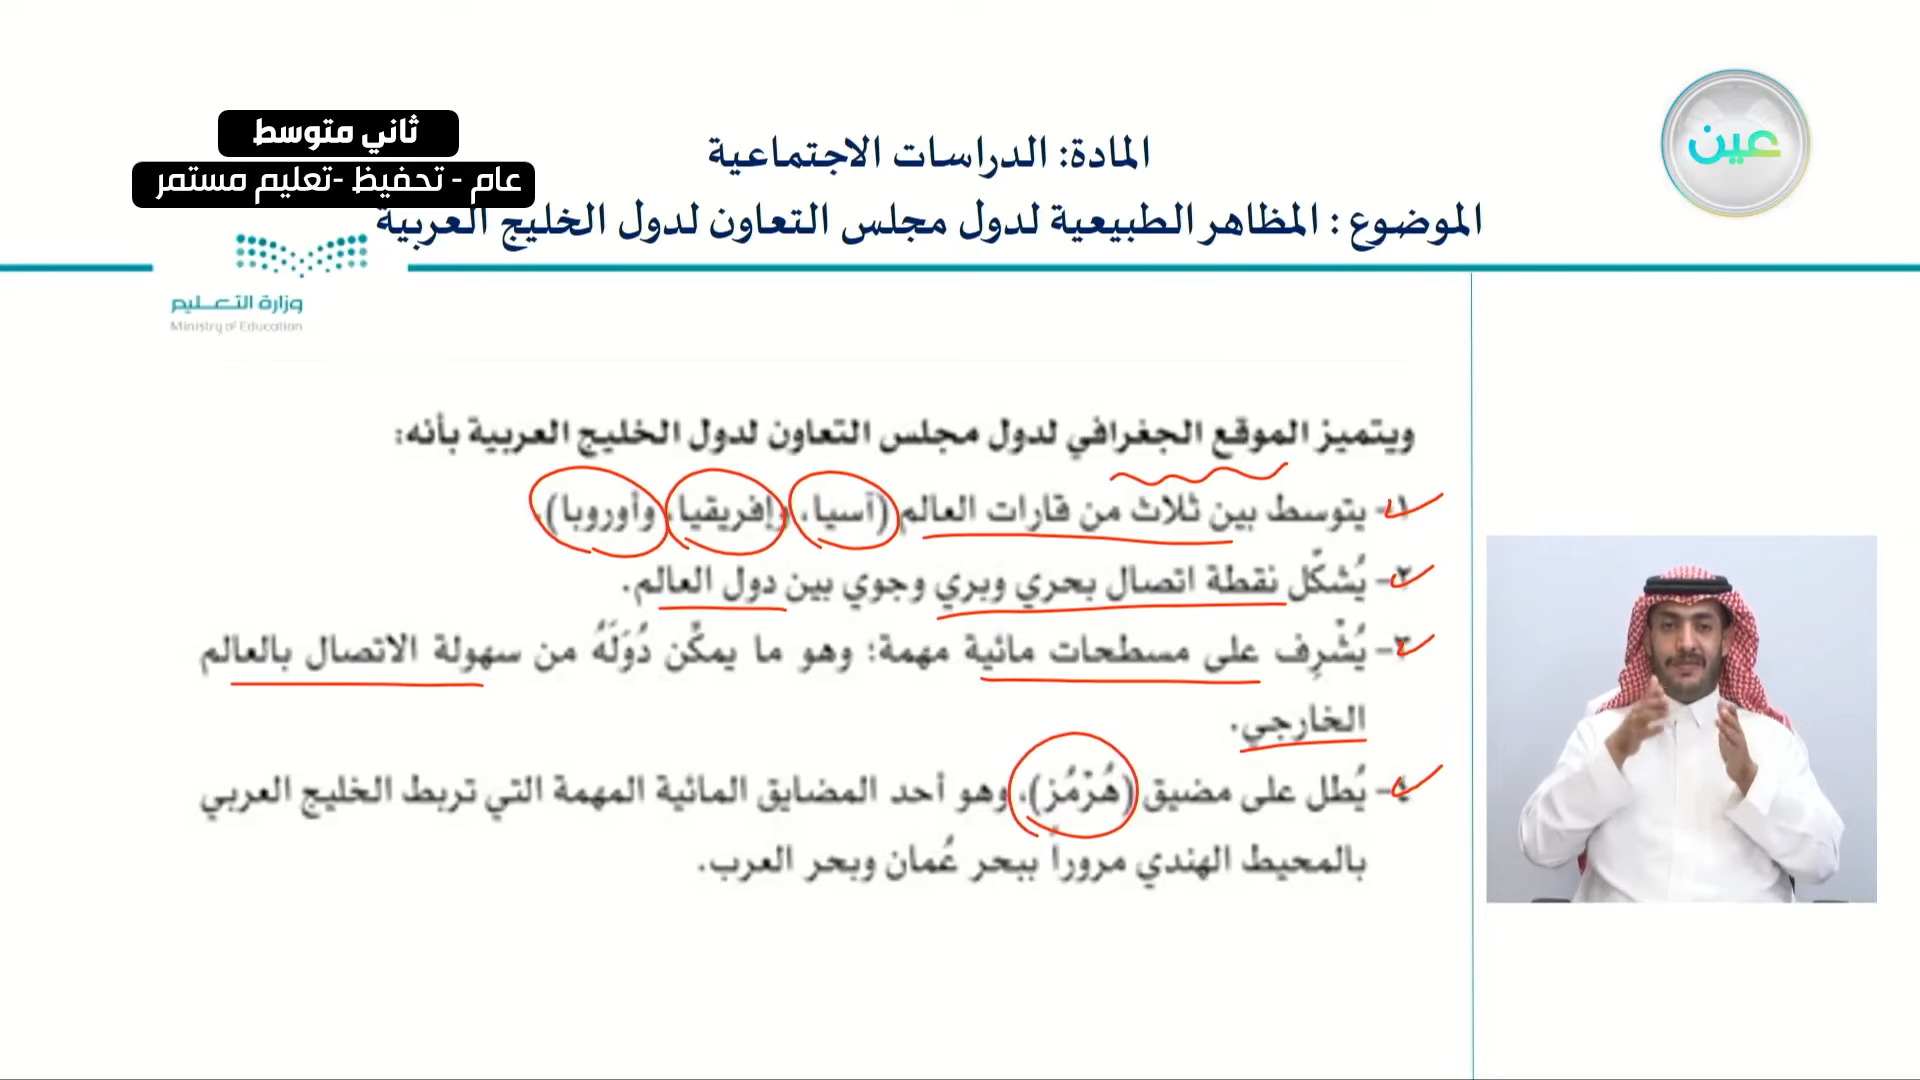 عين
ثاني متوسط
عام - تحفيظ -تعليم مستمر
المادة: الدراسات الاجتماعية
الموضوع : المظاهر الطبيعية لدول مجلس التعاون لدول الخليج العربية
وزارة التعليم
Ministry of Education
ويتميز الموقع الجغرافي لدول مجلس التعاون لدول الخليج العربية بأنه:
١- يتوسط بين ثلاث من قارات العالم (آسيا، وإفريقيا، وأوروبا).
٢- يُشكِّل نقطة اتصال بحري وبري وجوي بين دول العالم.
٣- يُشْرِف على مسطحات مائية مهمة؛ وهو ما يمكِّن دُوَلَهُ من سهولة الاتصال بالعالم
الخارجي.
٤- يُطل على مضيق (هُرْمُز)، وهو أحد المضايق المائية المهمة التي تربط الخليج العربي
بالمحيط الهندي مروراً ببحر عُمان وبحر العرب.